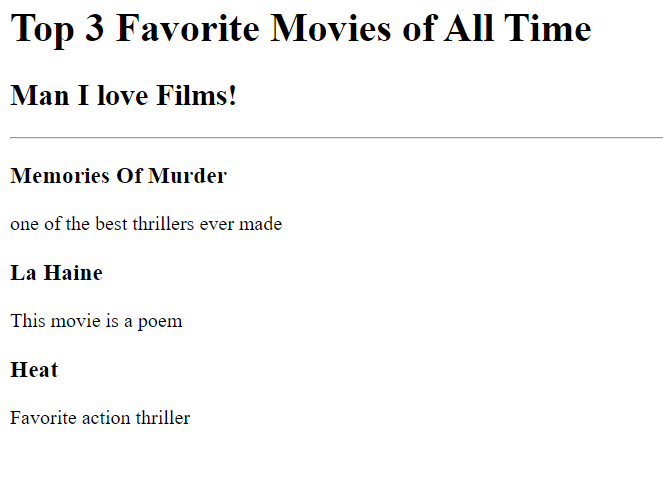 Top 3 Favorite Movies of All Time
Man I love Films!
Memories Of Murder
one of the best thrillers ever made
La Haine
This movie is a poem
Heat
Favorite action thriller